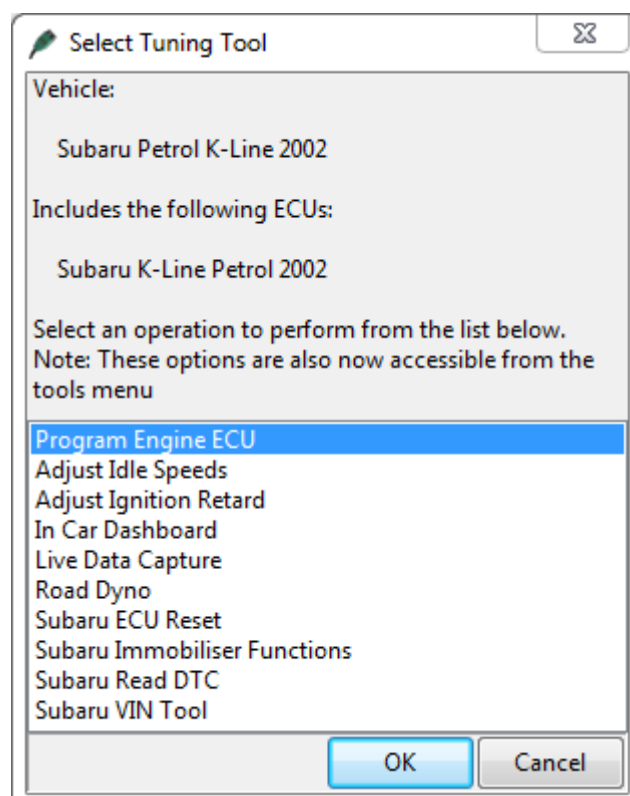 Select Tuning Tool
Vehicle:
Subaru Petrol K-Line 2002
Includes the following ECUs:
Subaru K-Line Petrol 2002
Select an operation to perform from the list below.
Note: These options are also now accessible from the
tools menu
Program Engine ECU
Adjust Idle Speeds
Adjust Ignition Retard
In Car Dashboard
Live Data Capture
Road Dyno
Subaru ECU Reset
Subaru Immobiliser Functions
Subaru Read DTC
Subaru VIN Tool
OK
Cancel